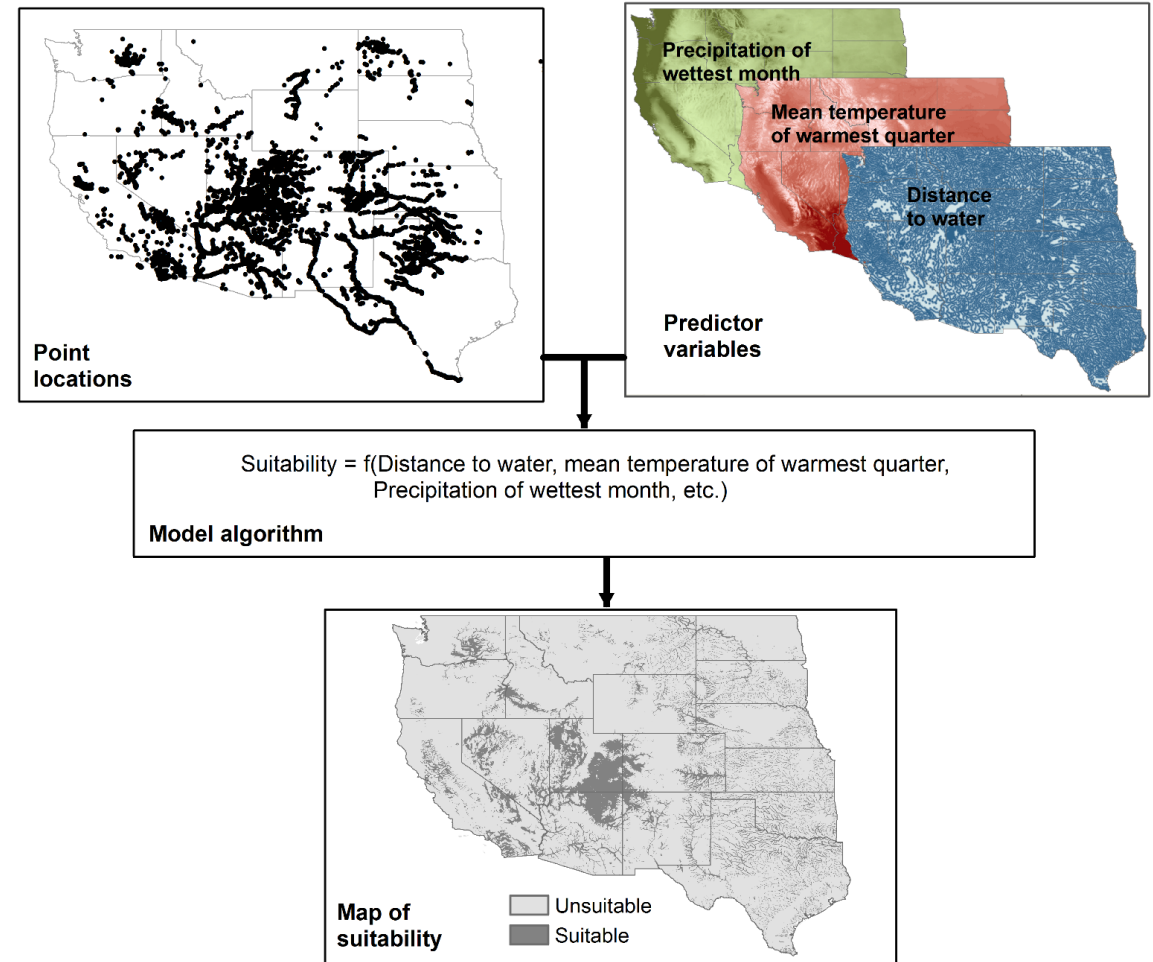 Point
locations
Precipitation of
wettest month
Mean temperature
of warmest quarter
Distance
to water
Predictor
variables
Suitability = f(Distance to water, mean temperature of warmest quarter,
Precipitation of wettest month, etc.)
Model algorithm
Map of
suitability
Unsuitable
Suitable